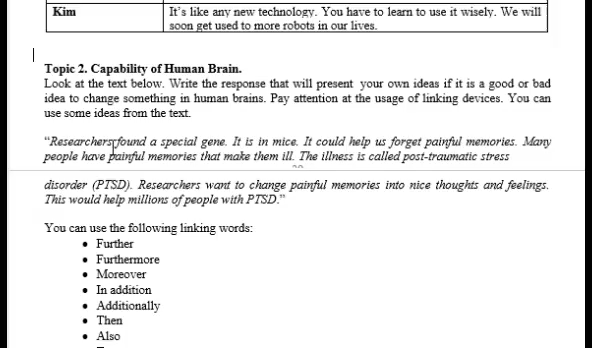 Kim
It's like any new technology. You have to learn to use it wisely. We will
soon get used to more robots in our lives.
Topic 2. Capability of Human Brain.
Look at the text below. Write the response that will present your own ideas if it is a good or bad
idea to change something in human brains. Pay attention at the usage of linking devices. You can
use some ideas from the text.
"Researchers found a special gene. It is in mice. It could help us forget painful memories. Many
people have painful memories that make them ill. The illness is called post-traumatic stress
disorder (PTSD). Researchers want to change painful memories into nice thoughts and feelings.
This would help millions of people with PTSD."
You can use the following linking words:
• Further
• Furthermore
• Moreover
• In addition
• Additionally
• Then
• Also